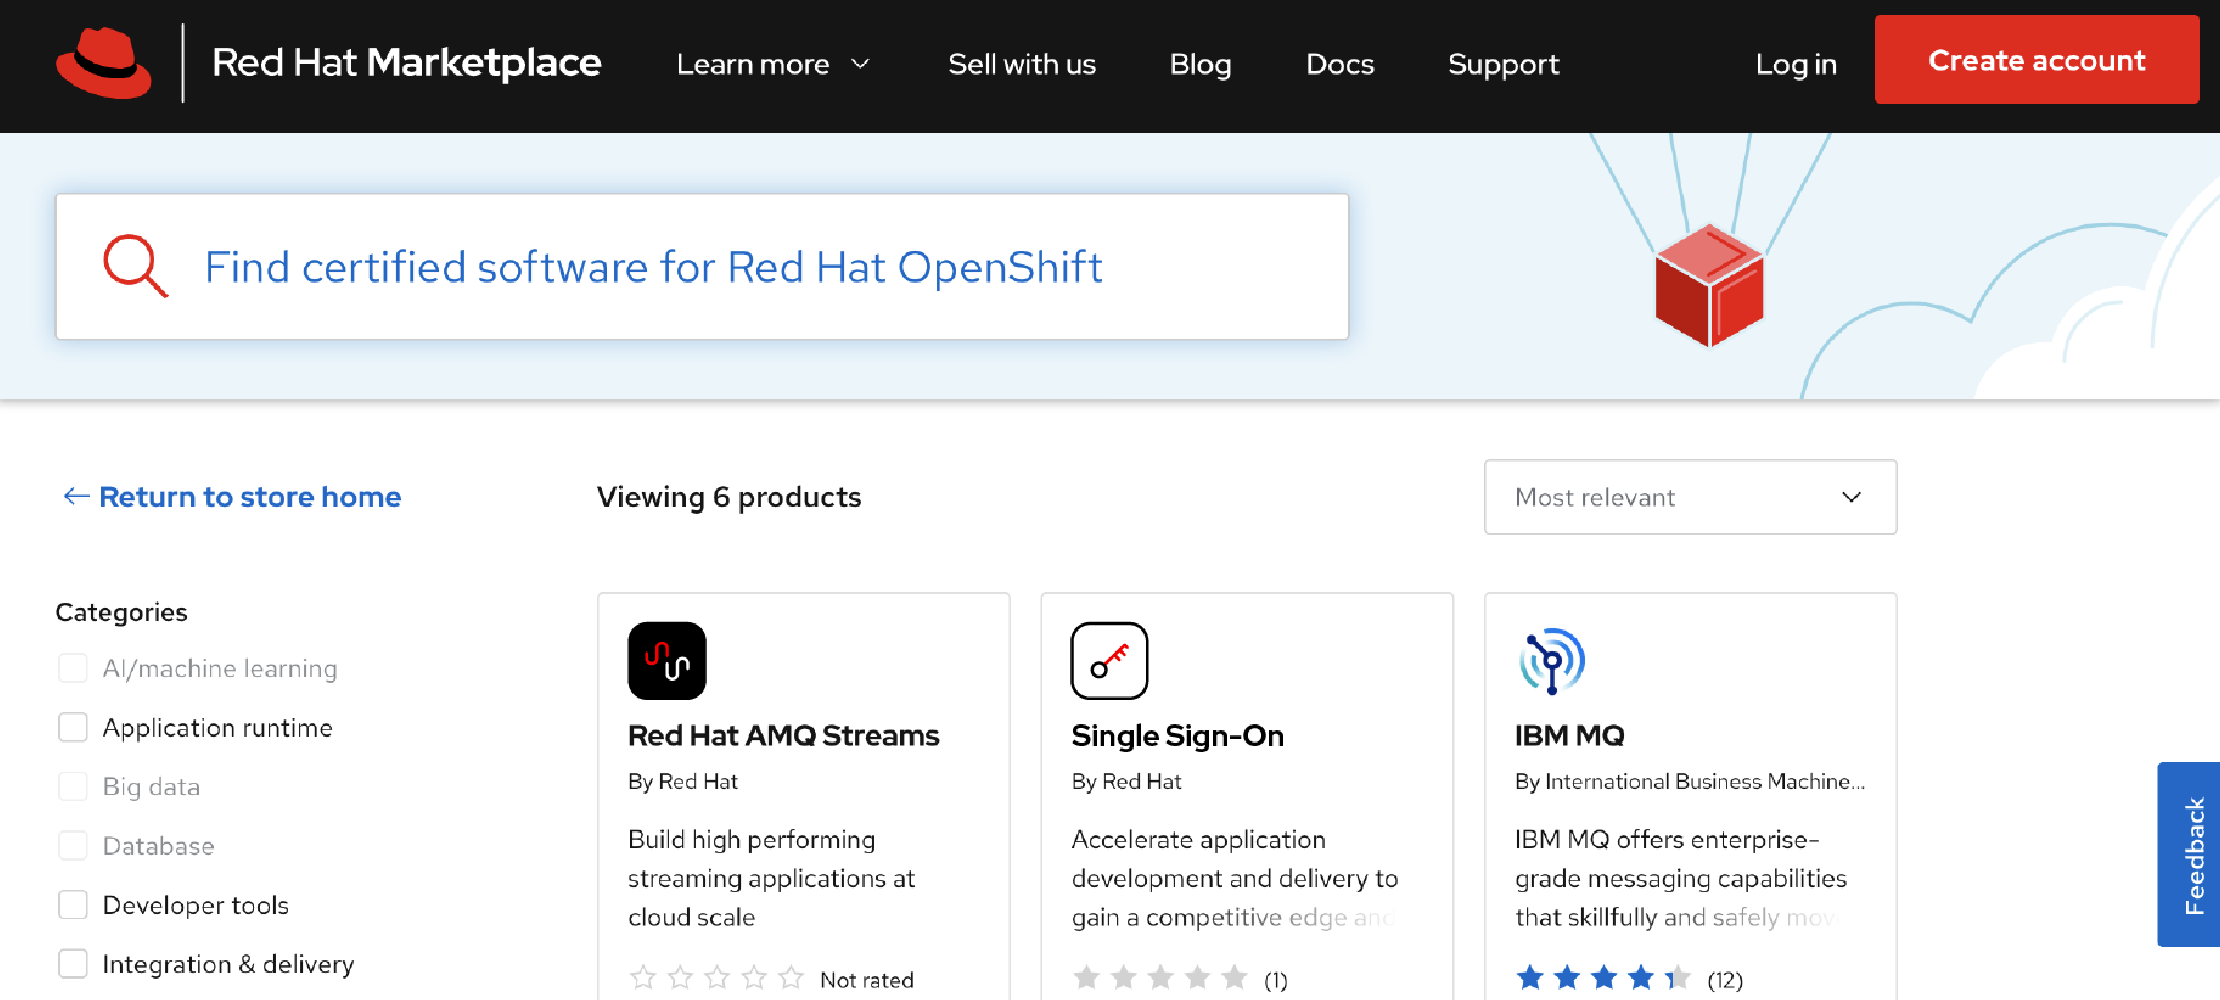 Red Hat Marketplace
Learn more
Sell with us
Blog
Docs
Support
Log in
Create account
Find certified software for Red Hat OpenShift
← Return to store home
Viewing 6 products
Most relevant
Categories
AI/machine learning
Application runtime
Big data
Database
Developer tools
Integration & delivery
Red Hat AMQ Streams
By Red Hat
Build high performing
streaming applications at
cloud scale
Not rated
Single Sign-On
By Red Hat
Accelerate application
development and delivery to
gain a competitive edge and
(1)
IBM MQ
By International Business Machine...
IBM MQ offers enterprise-
grade messaging capabilities
that skillfully and safely mov
(12)
Feedback